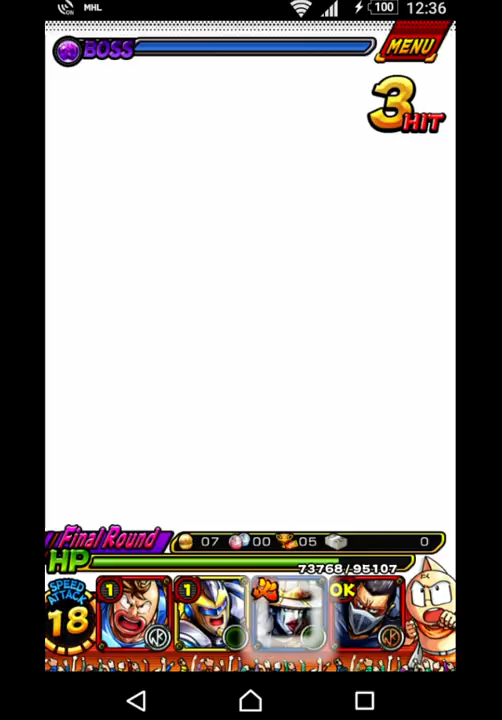 MHL 100 12:36
BOSS MENU
3HIT
Final Round 07 00 05 0
HP
73768/95107
SPEED ATTACK 18
1 1 OK